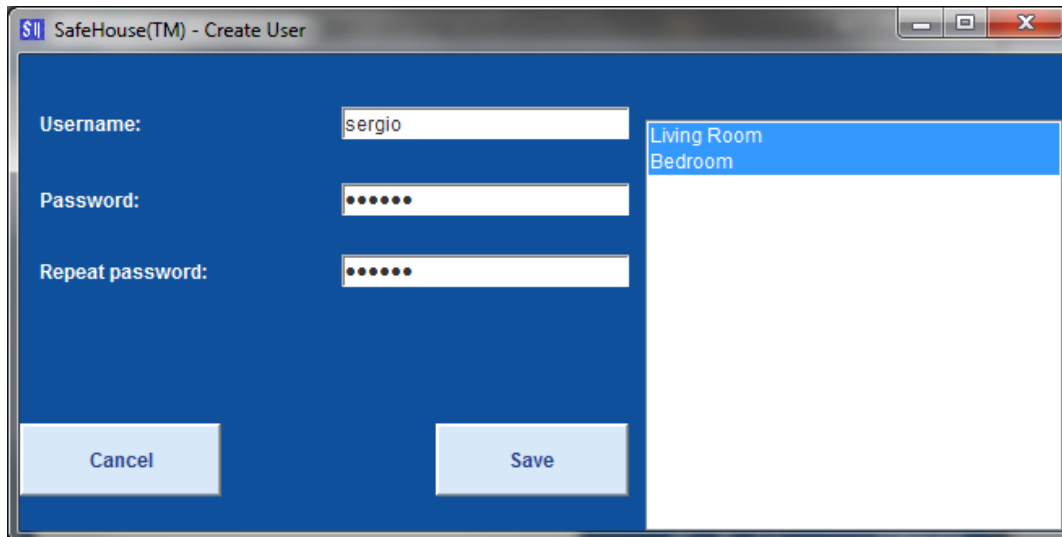 SafeHouse(TM) - Create User
Username:
sergio
Password:
••••••
Repeat password:
••••••
Cancel
Save
Living Room
Bedroom